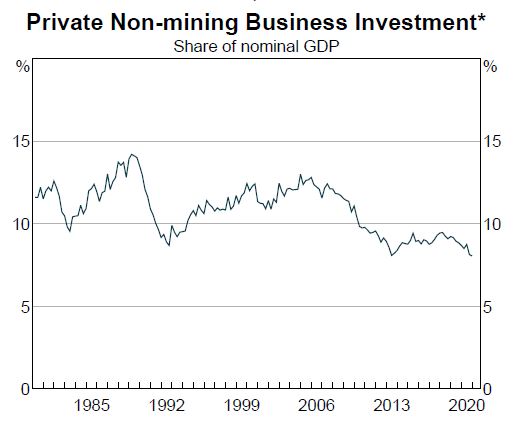 Private Non-mining Business Investment*
Share of nominal GDP
% %
15 15
10 10
5 5
0 0
1985 1992 1999 2006 2013 2020